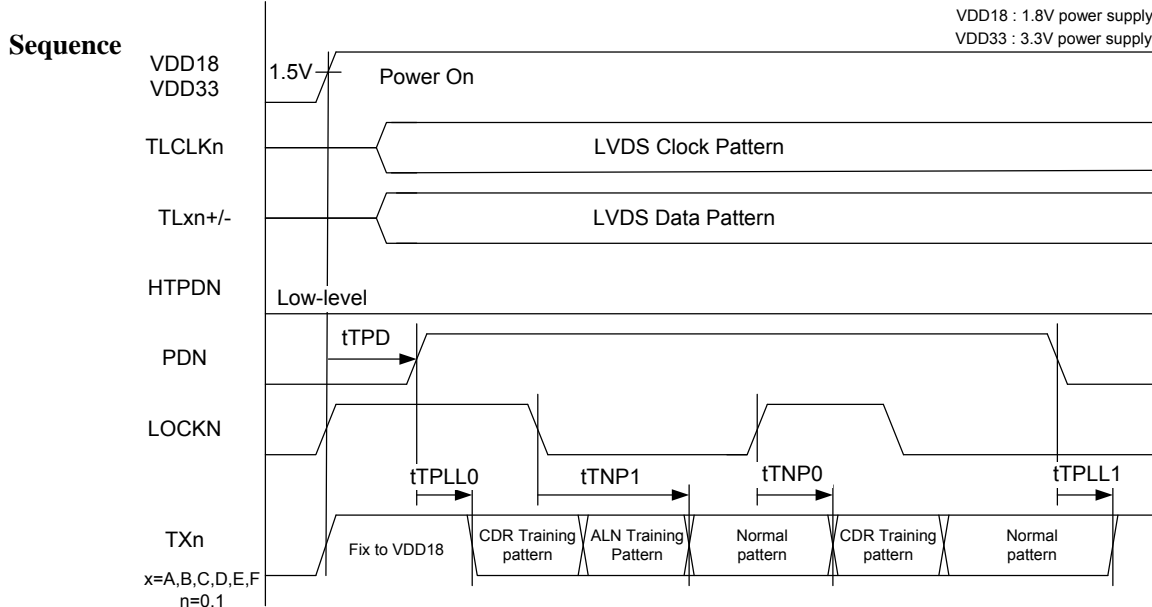 VDD18 : 1.8V power supply
VDD33 : 3.3V power supply
Sequence
VDD18
VDD33
1.5V
Power On
TLCLKn
LVDS Clock Pattern
TLxn+/-
LVDS Data Pattern
HTPDN
Low-level
tTPD
PDN
LOCKN
tTPLL0
tTNP1
tTNP0
tTPLL1
TXn
x=A,B,C,D,E,F
n=0,1
Fix to VDD18
CDR Training
pattern
ALN Training
Pattern
Normal
pattern
CDR Training
pattern
Normal
pattern